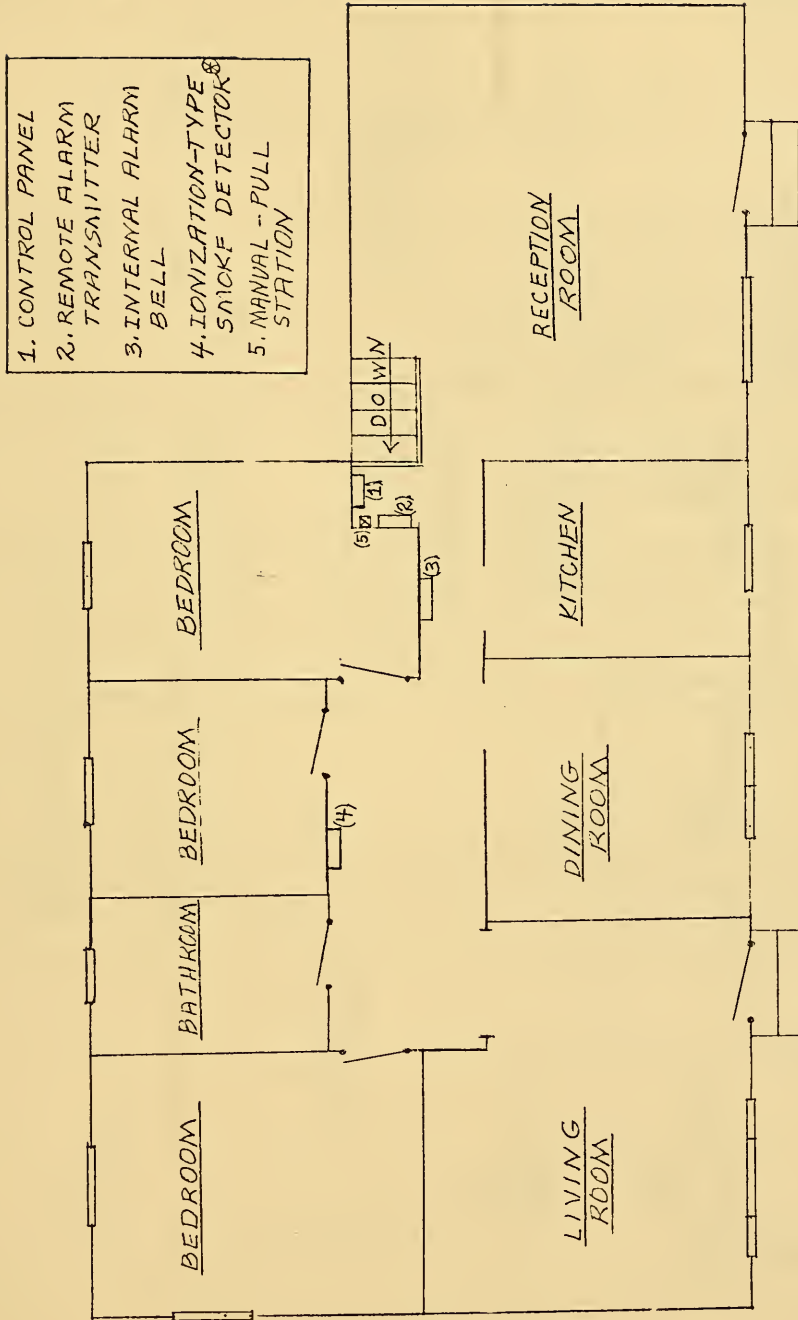 1. CONTROL PANEL
2. REMOTE ALARM
TRANSMITTER
3. INTERNAL ALARM
BELL
4. IONIZATION-TYPE
SMOKE DETECTOR ⊗
5. MANUAL -- PULL
STATION
BEDROOM
BATHROOM
BEDROOM
BEDROOM
(4)
(5)
(1)
(2)
(3)
DOWN
LIVING
ROOM
DINING
ROOM
KITCHEN
RECEPTION
ROOM